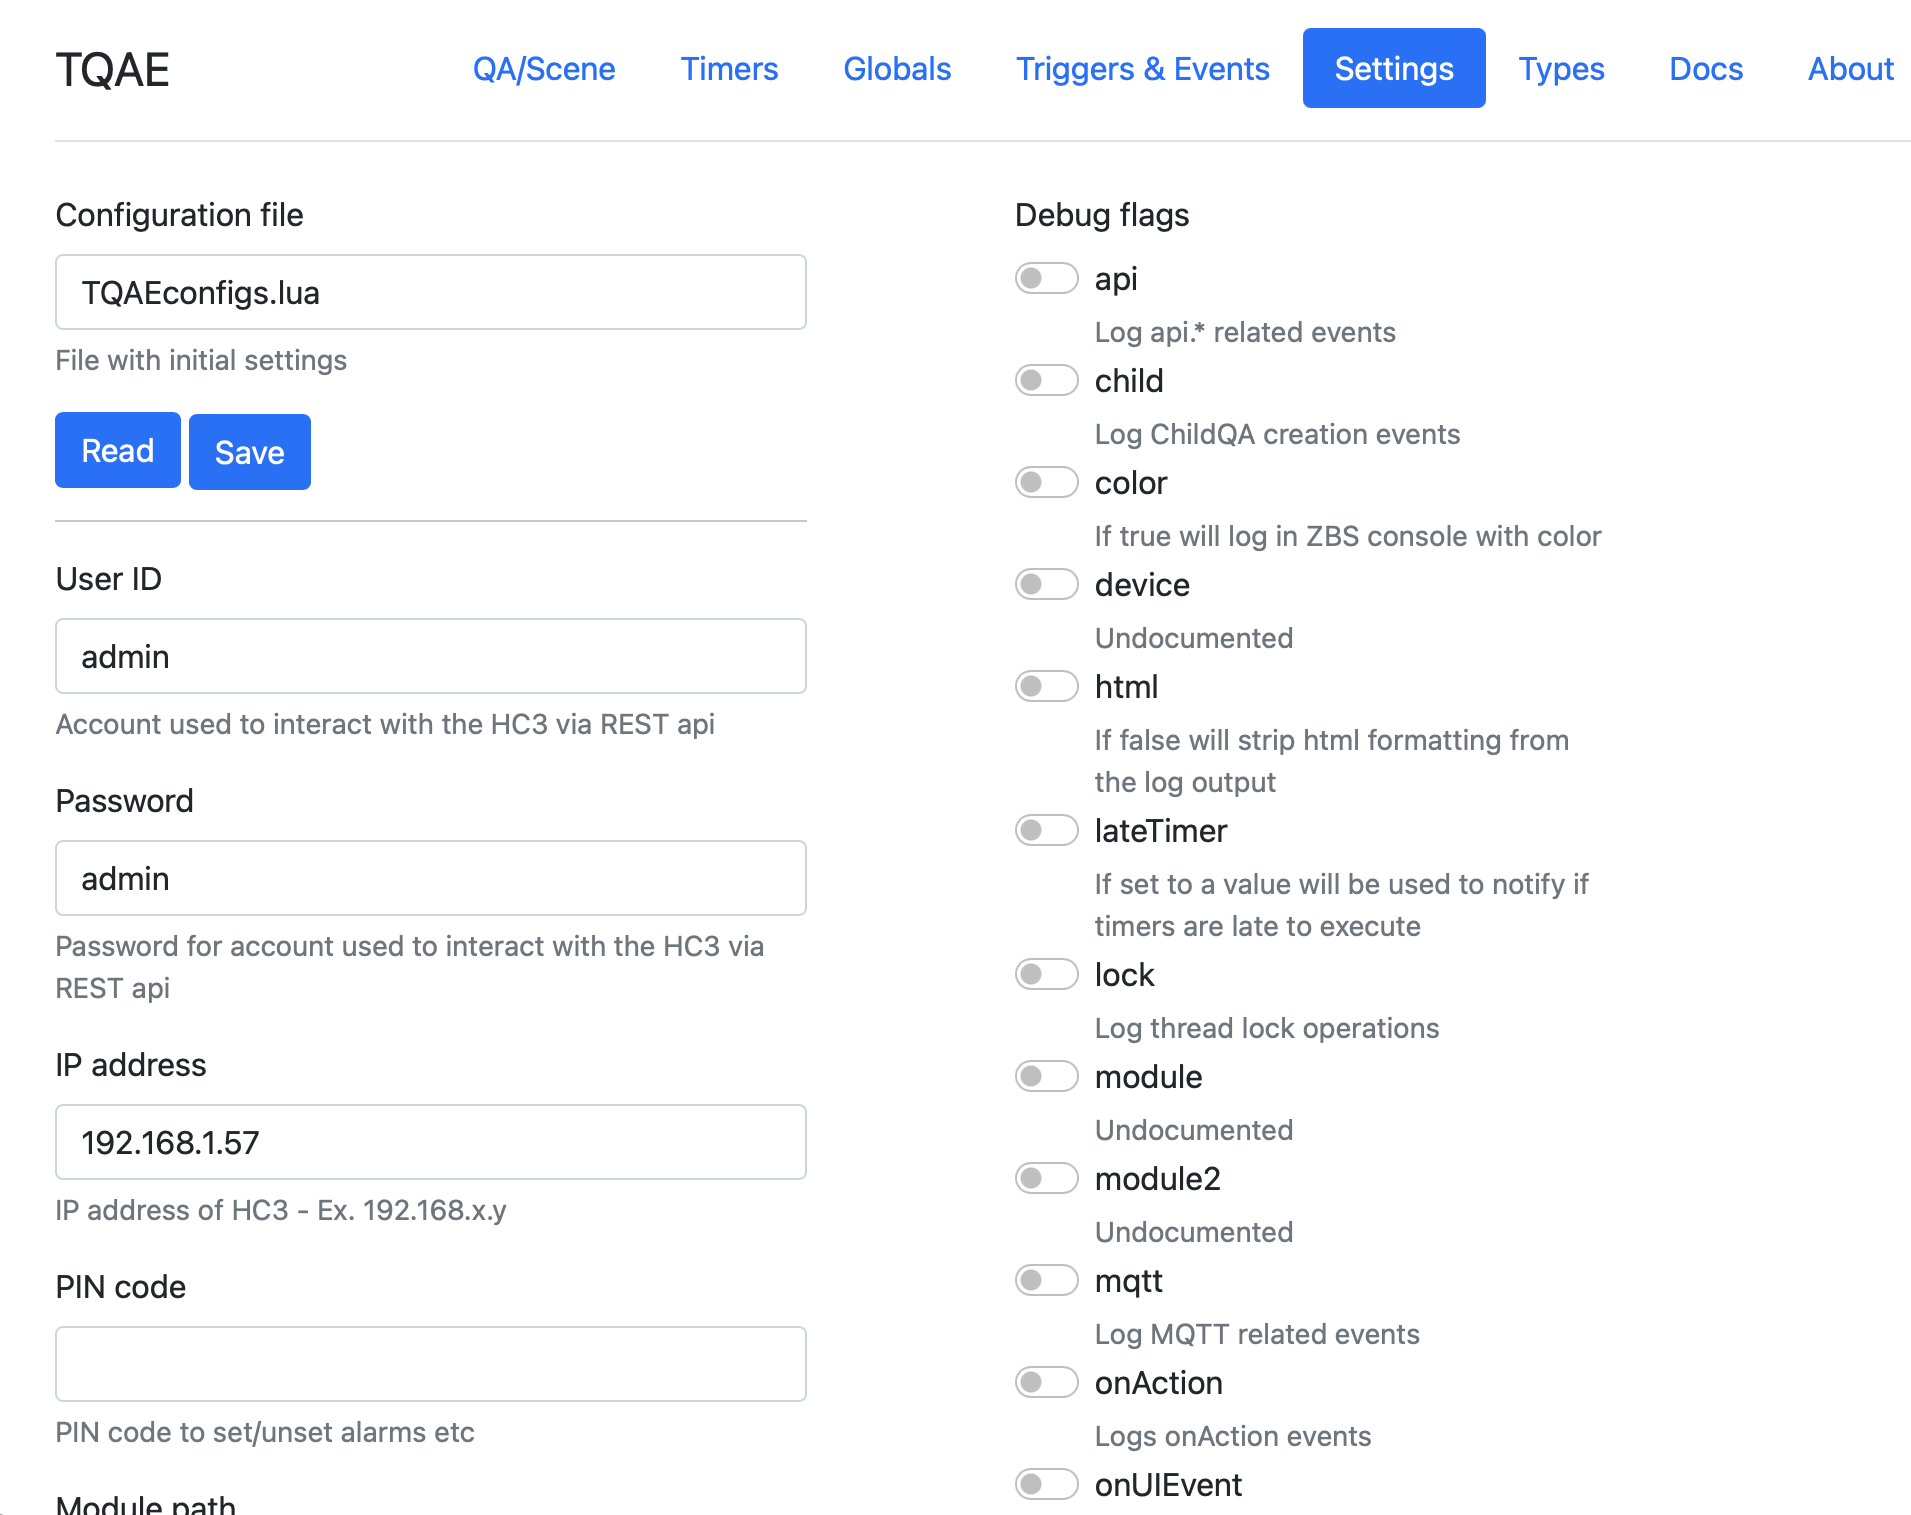 TQAE
QA/Scene
Timers
Globals
Triggers & Events
Settings
Types
Docs
About
Configuration file
TQAEconfigs.lua
File with initial settings
Read
Save
User ID
admin
Account used to interact with the HC3 via REST api
Password
admin
Password for account used to interact with the HC3 via
REST api
IP address
192.168.1.57
IP address of HC3 - Ex. 192.168.x.y
PIN code
PIN code to set/unset alarms etc
Module path
Debug flags
api
Log api.* related events
child
Log ChildQA creation events
color
If true will log in ZBS console with color
device
Undocumented
html
If false will strip html formatting from
the log output
lateTimer
If set to a value will be used to notify if
timers are late to execute
lock
Log thread lock operations
module
Undocumented
module2
Undocumented
mqtt
Log MQTT related events
onAction
Logs onAction events
onUIEvent